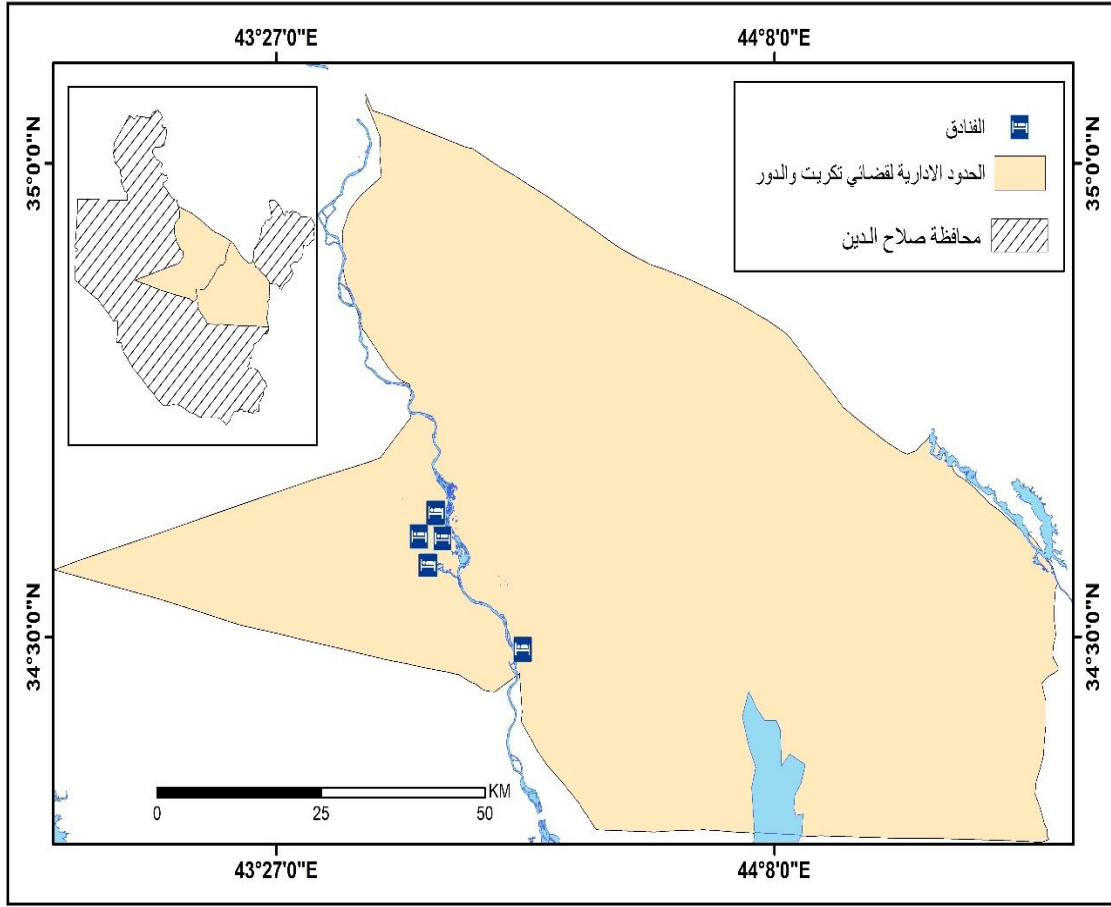 43°27'0"E
44°8'0"E
35°0'0"N
35°0'0"N
الفنادق
الحدود الادارية لقضائي تكريت والدور
محافظة صلاح الدين
34°30'0"N
34°30'0"N
KM
0
25
50
43°27'0"E
44°8'0"E